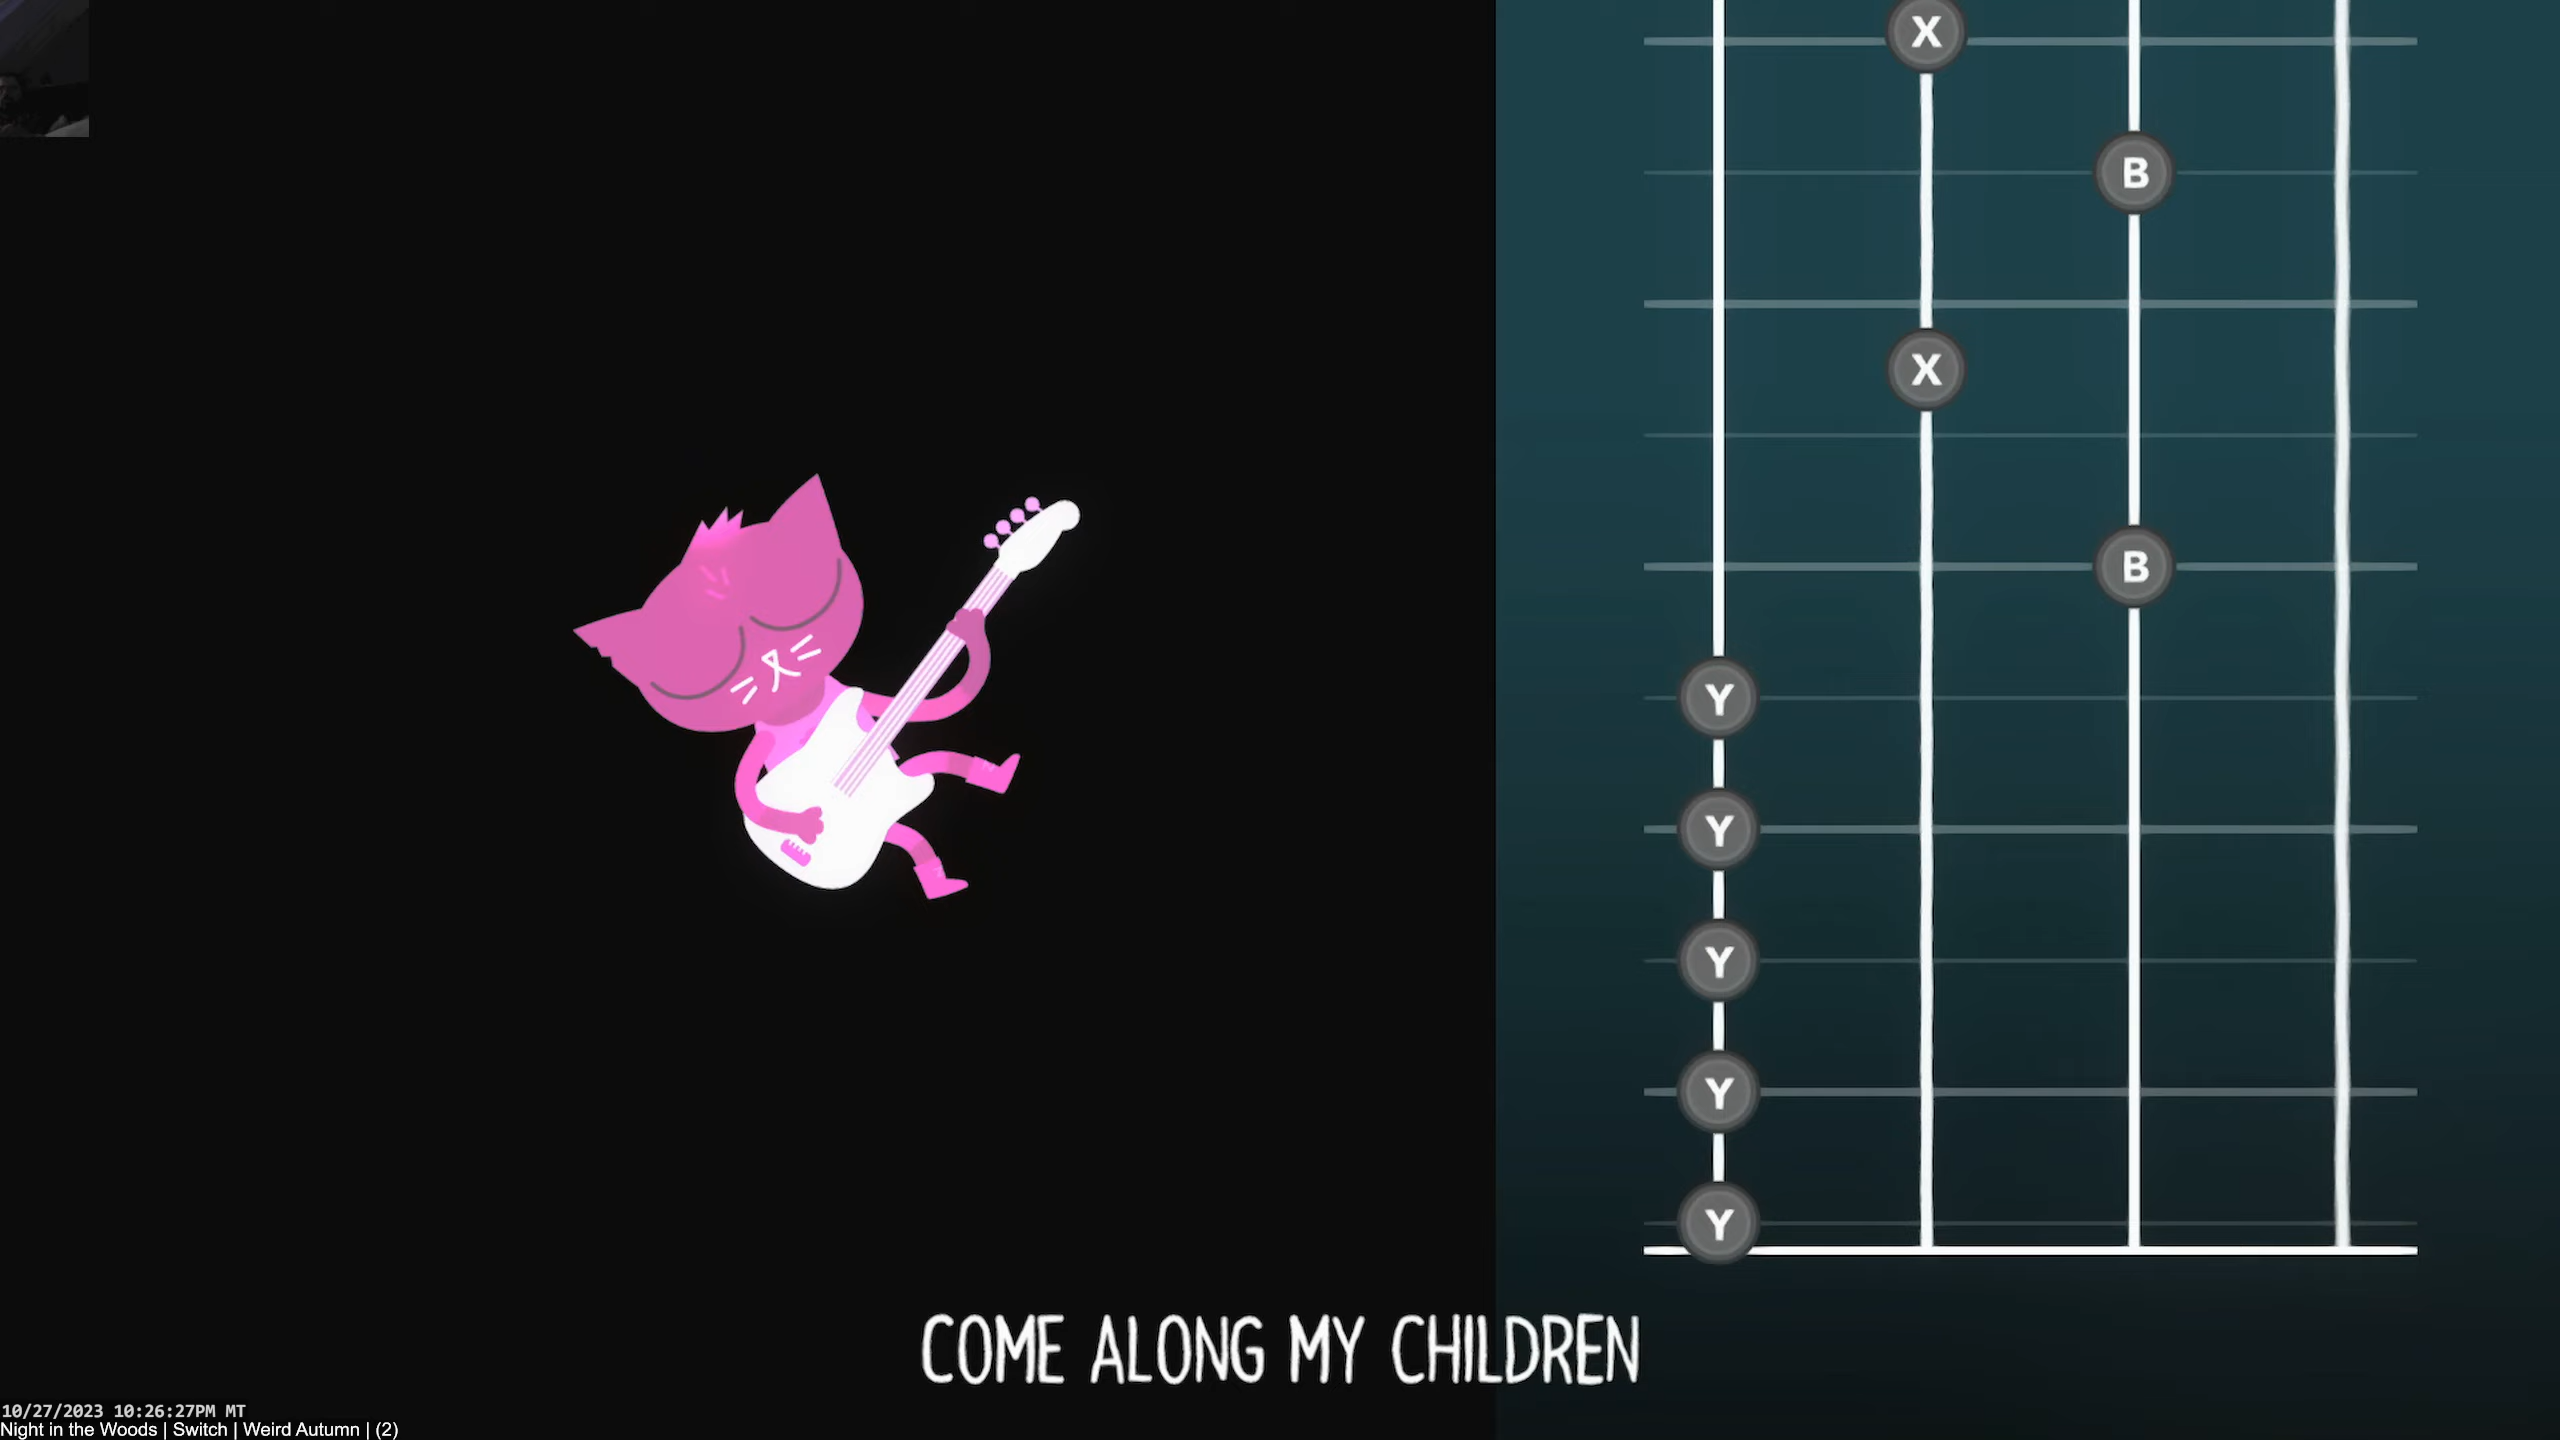 X
B
X
B
Y
Y
Y
Y
Y
COME ALONG MY CHILDREN
10/27/2023 10:26:27PM MT
Night in the Woods | Switch | Weird Autumn | (2)